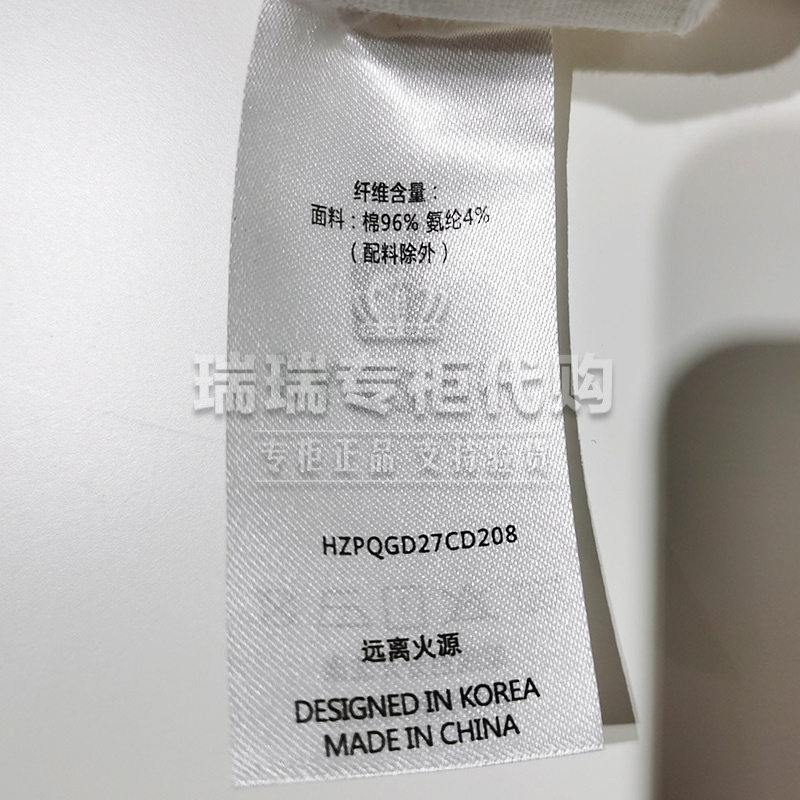 纤维含量：
面料：棉96% 氨纶4%
（配料除外）
瑞瑞专柜代购
专柜正品 支持验货
HZPQGD27CD208
远离火源
DESIGNED IN KOREA
MADE IN CHINA